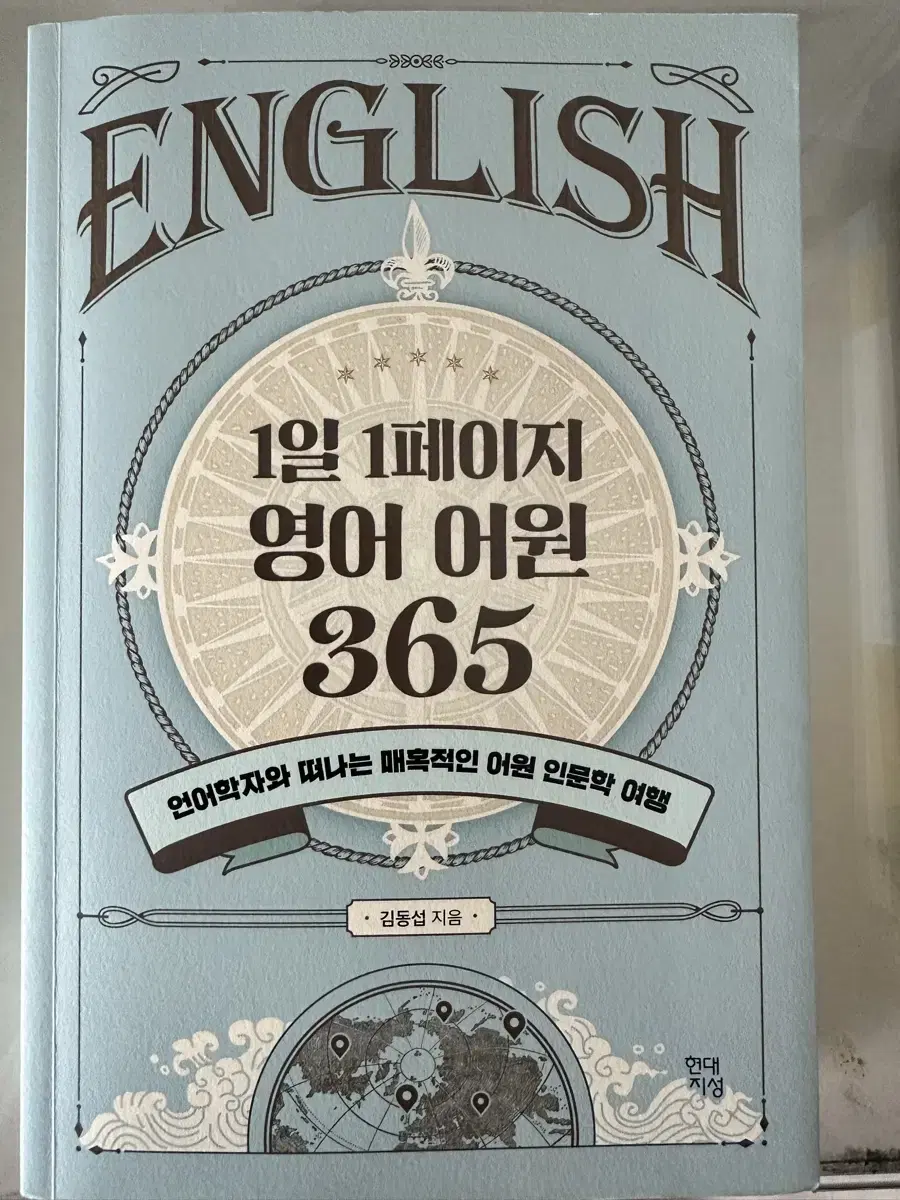 ENGLISH
1일 1페이지
영어 어원
365
언어학자와 떠나는 매혹적인 어원 인문학 여행
· 김동섭 지음 ·
현대
지성